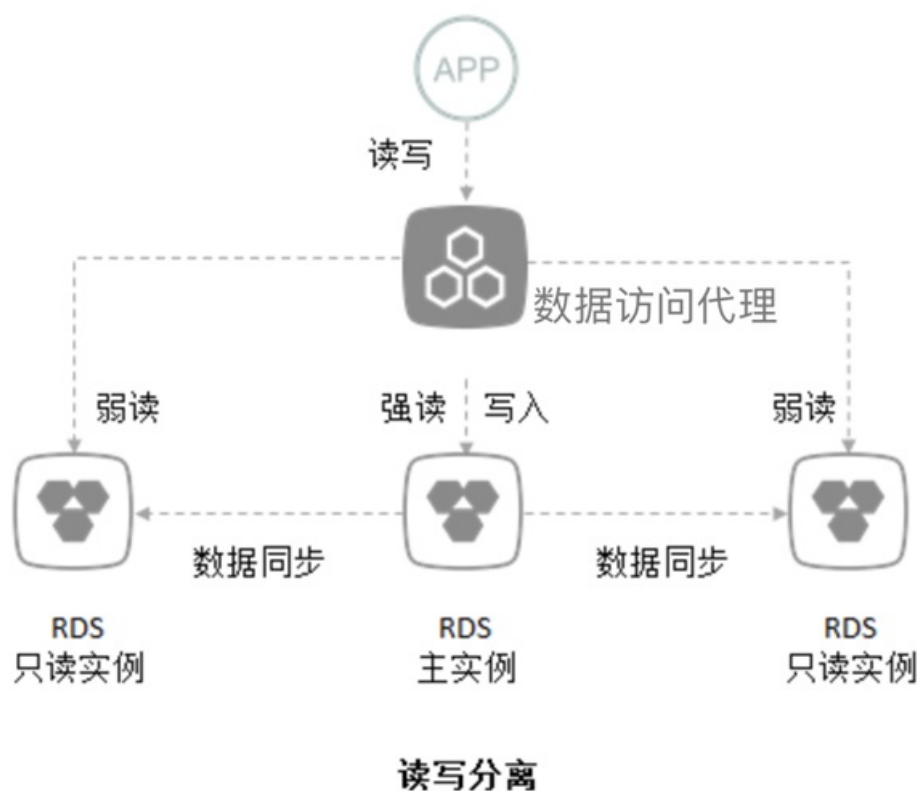 APP
读写
数据访问代理
弱读
强读
写入
弱读
数据同步
数据同步
RDS
只读实例
RDS
主实例
RDS
只读实例
读写分离